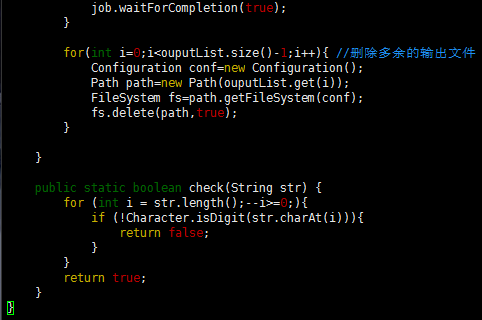 job.waitForCompletion(true);
}
for(int i=0;i<ouputList.size()-1;i++){ //删除多余的输出文件
Configuration conf=new Configuration();
Path path=new Path(ouputList.get(i));
FileSystem fs=path.getFileSystem(conf);
fs.delete(path,true);
}
}
public static boolean check(String str) {
for (int i = str.length();--i>=0;){
if (!Character.isDigit(str.charAt(i))){
return false;
}
}
return true;
}
}